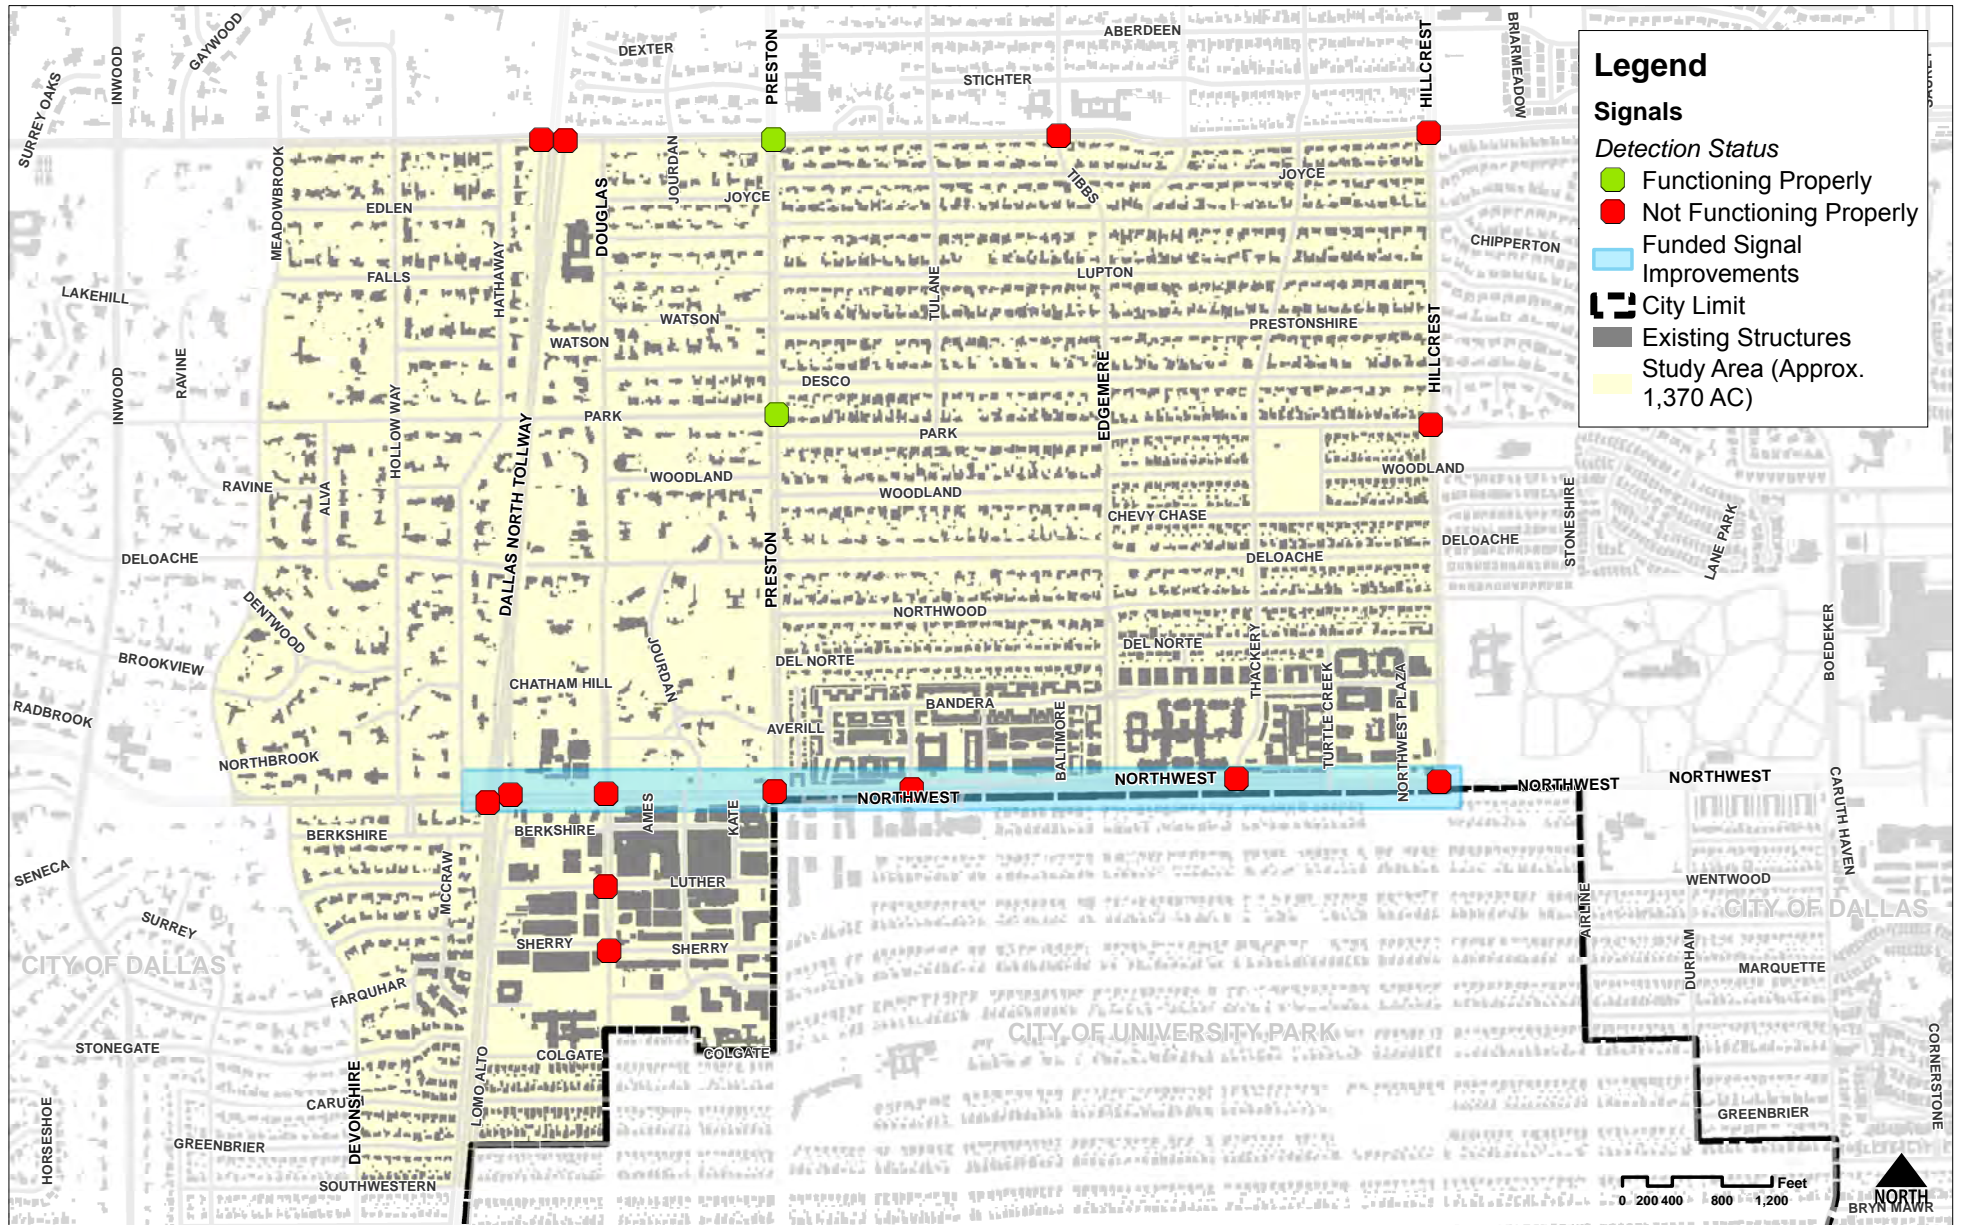 ABERDEEN
DEXTER
STICHTER
GAYWOOD
INWOOD
SURREY OAKS
PRESTON
HILLCREST
BRIARMEADOW
Legend
Signals
Detection Status
Functioning Properly
Not Functioning Properly
Funded Signal
Improvements
City Limit
Existing Structures
Study Area (Approx.
1,370 AC)
MEADOWBROOK
JOURDAN
JOYCE
TIBBS
JOYCE
EDLEN
DOUGLAS
HATHAWAY
CHIPPERTON
FALLS
LUPTON
TULANE
LAKEHILL
WATSON
PRESTONSHIRE
WATSON
HILLCREST
RAVINE
INWOOD
DESCO
EDGEMERE
HOLLOW WAY
PARK
PARK
DALLAS NORTH TOLLWAY
WOODLAND
WOODLAND
WOODLAND
RAVINE
ALVA
CHEVY CHASE
STONESHIRE
LANE PARK
DELOACHE
DELOACHE
DELOACHE
PRESTON
NORTHWOOD
DENTWOOD
BOEDEKER
BROOKVIEW
JOURDAN
DEL NORTE
DEL NORTE
THACKERY
TURTLE CREEK
NORTHWEST PLAZA
CHATHAM HILL
RADBROOK
BANDERA
AVERILL
BALTIMORE
NORTHBROOK
NORTHWEST
NORTHWEST
NORTHWEST
NORTHWEST
CARUTH HAVEN
BERKSHIRE
BERKSHIRE
AMES
KATE
SENECA
MCCRAW
LUTHER
WENTWOOD
CITY OF DALLAS
AIRLINE
SURREY
SHERRY
SHERRY
DURHAM
MARQUETTE
CITY OF DALLAS
FARQUHAR
CITY OF UNIVERSITY PARK
STONEGATE
COLGATE
COLGATE
CORNERSTONE
LOMO ALTO
DEVONSHIRE
HORSESHOE
GREENBRIER
GREENBRIER
SOUTHWESTERN
Feet
0 200 400 800 1,200
NORTH
BRYN MAWR